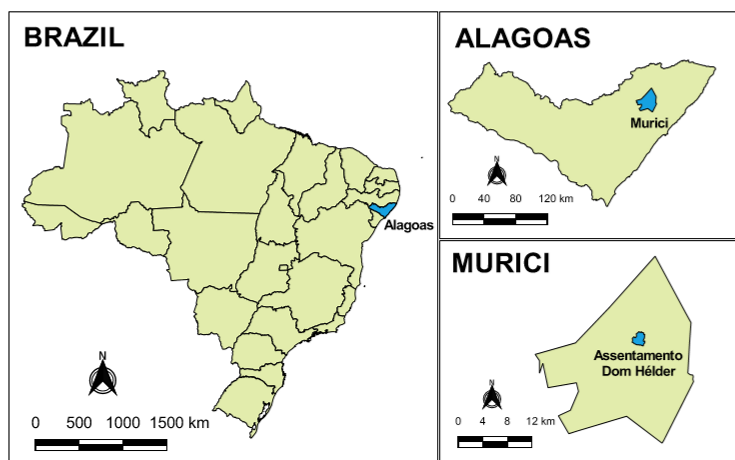 BRAZIL
Alagoas
N
0 500 1000 1500 km
ALAGOAS
Murici
N
0 40 80 120 km
MURICI
Assentamento
Dom Hélder
N
0 4 8 12 km